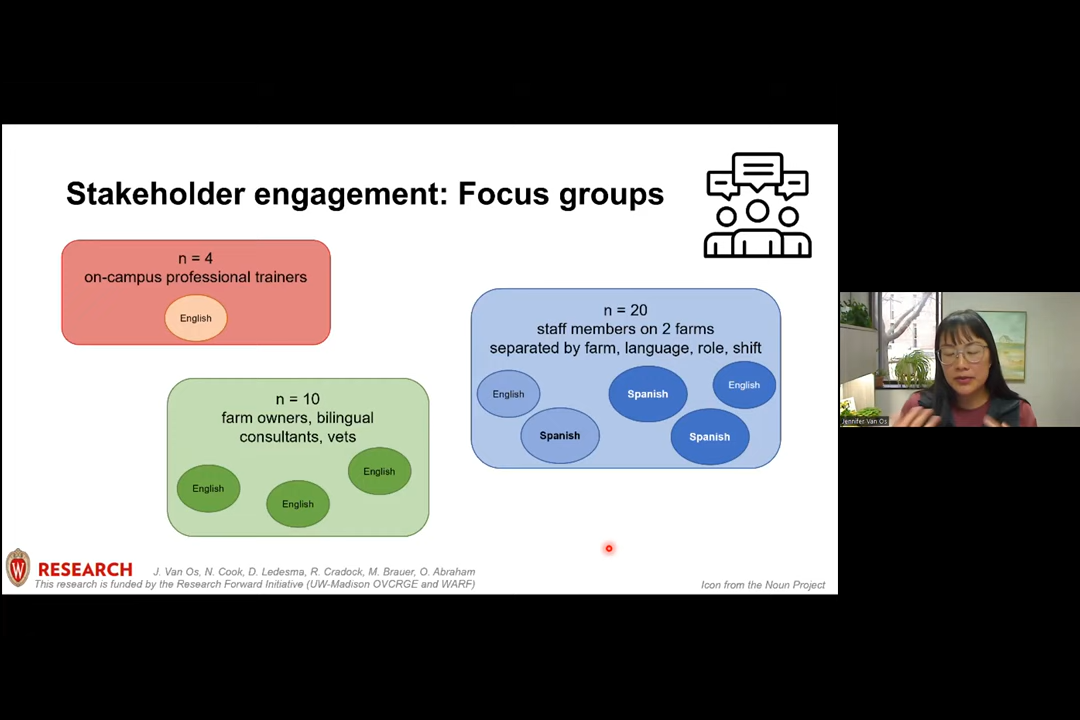 Stakeholder engagement: Focus groups
n = 4
on-campus professional trainers
English
n = 10
farm owners, bilingual
consultants, vets
English
English
English
n = 20
staff members on 2 farms
separated by farm, language, role, shift
English
Spanish
Spanish
Spanish
English
RESEARCH
J. Van Os, N. Cook, D. Ledesma, R. Cradock, M. Brauer, O. Abraham
This research is funded by the Research Forward Initiative (UW-Madison OVCRGE and WARF)
Icon from the Noun Project
W
Jennifer Van Os